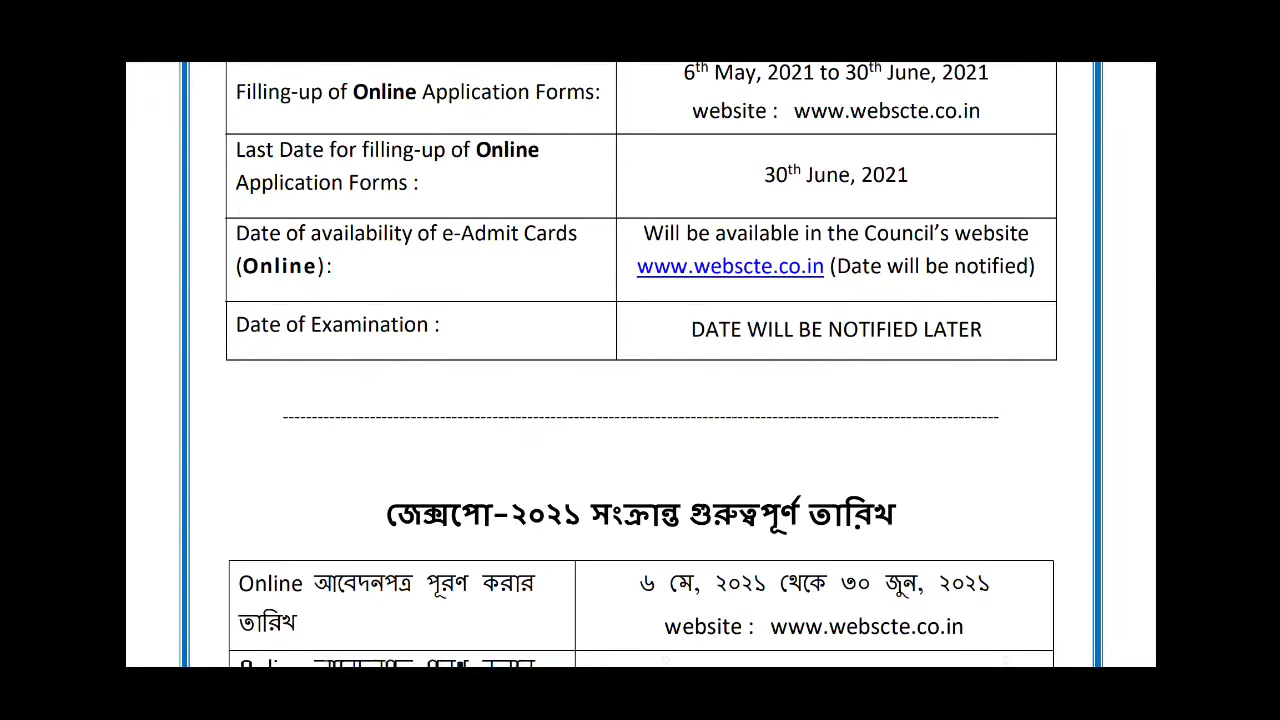 6th May, 2021 to 30th June, 2021
Filling-up of Online Application Forms:
website : www.webscte.co.in
Last Date for filling-up of Online
Application Forms :
30th June, 2021
Date of availability of e-Admit Cards
(Online):
Will be available in the Council’s website
www.webscte.co.in (Date will be notified)
Date of Examination :
DATE WILL BE NOTIFIED LATER
জেক্সপো-২০২১ সংক্রান্ত গুরুত্বপূর্ণ তারিখ
Online আবেদনপত্র পূরণ করার
তারিখ
৬ মে, ২০২১ থেকে ৩০ জুন, ২০২১
website : www.webscte.co.in